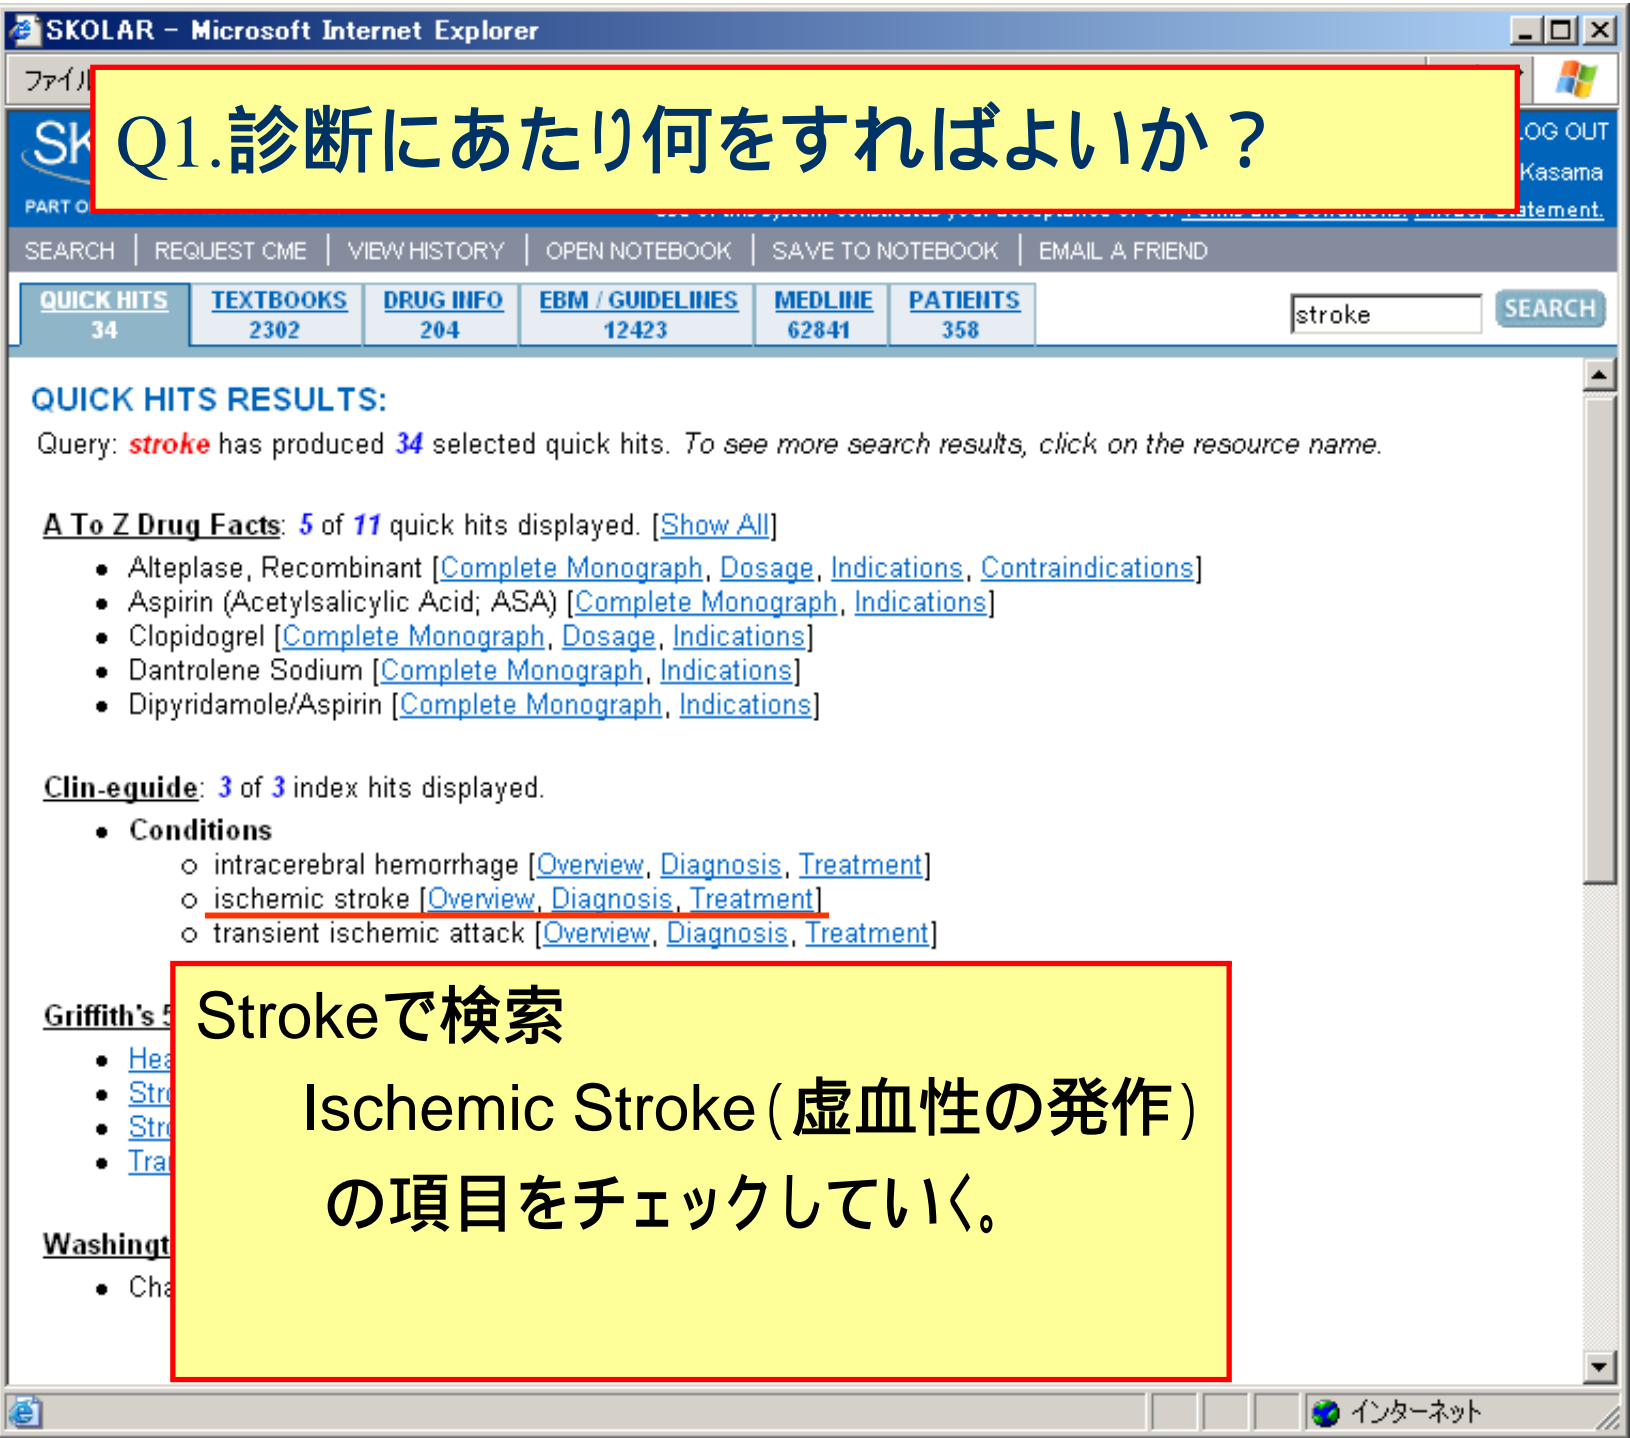 SKOLAR - Microsoft Internet Explorer
Q1.診断にあたり何をすればよいか？
LOG OUT
Kasama
SEARCH | REQUEST CME | VIEW HISTORY | OPEN NOTEBOOK | SAVE TO NOTEBOOK | EMAIL A FRIEND
QUICK HITS TEXTBOOKS DRUG INFO EBM / GUIDELINES MEDLINE PATIENTS
34 2302 204 12423 62841 358
stroke SEARCH
QUICK HITS RESULTS:
Query: stroke has produced 34 selected quick hits. To see more search results, click on the resource name.
A To Z Drug Facts: 5 of 11 quick hits displayed. [Show All]
• Alteplase, Recombinant [Complete Monograph, Dosage, Indications, Contraindications]
• Aspirin (Acetylsalicylic Acid; ASA) [Complete Monograph, Indications]
• Clopidogrel [Complete Monograph, Dosage, Indications]
• Dantrolene Sodium [Complete Monograph, Indications]
• Dipyridamole/Aspirin [Complete Monograph, Indications]
Clin-eguide: 3 of 3 index hits displayed.
• Conditions
o intracerebral hemorrhage [Overview, Diagnosis, Treatment]
o ischemic stroke [Overview, Diagnosis, Treatment]
o transient ischemic attack [Overview, Diagnosis, Treatment]
Griffith's 5
Strokeで検索
Ischemic Stroke(虚血性の発作)
の項目をチェックしていく。
インターネット